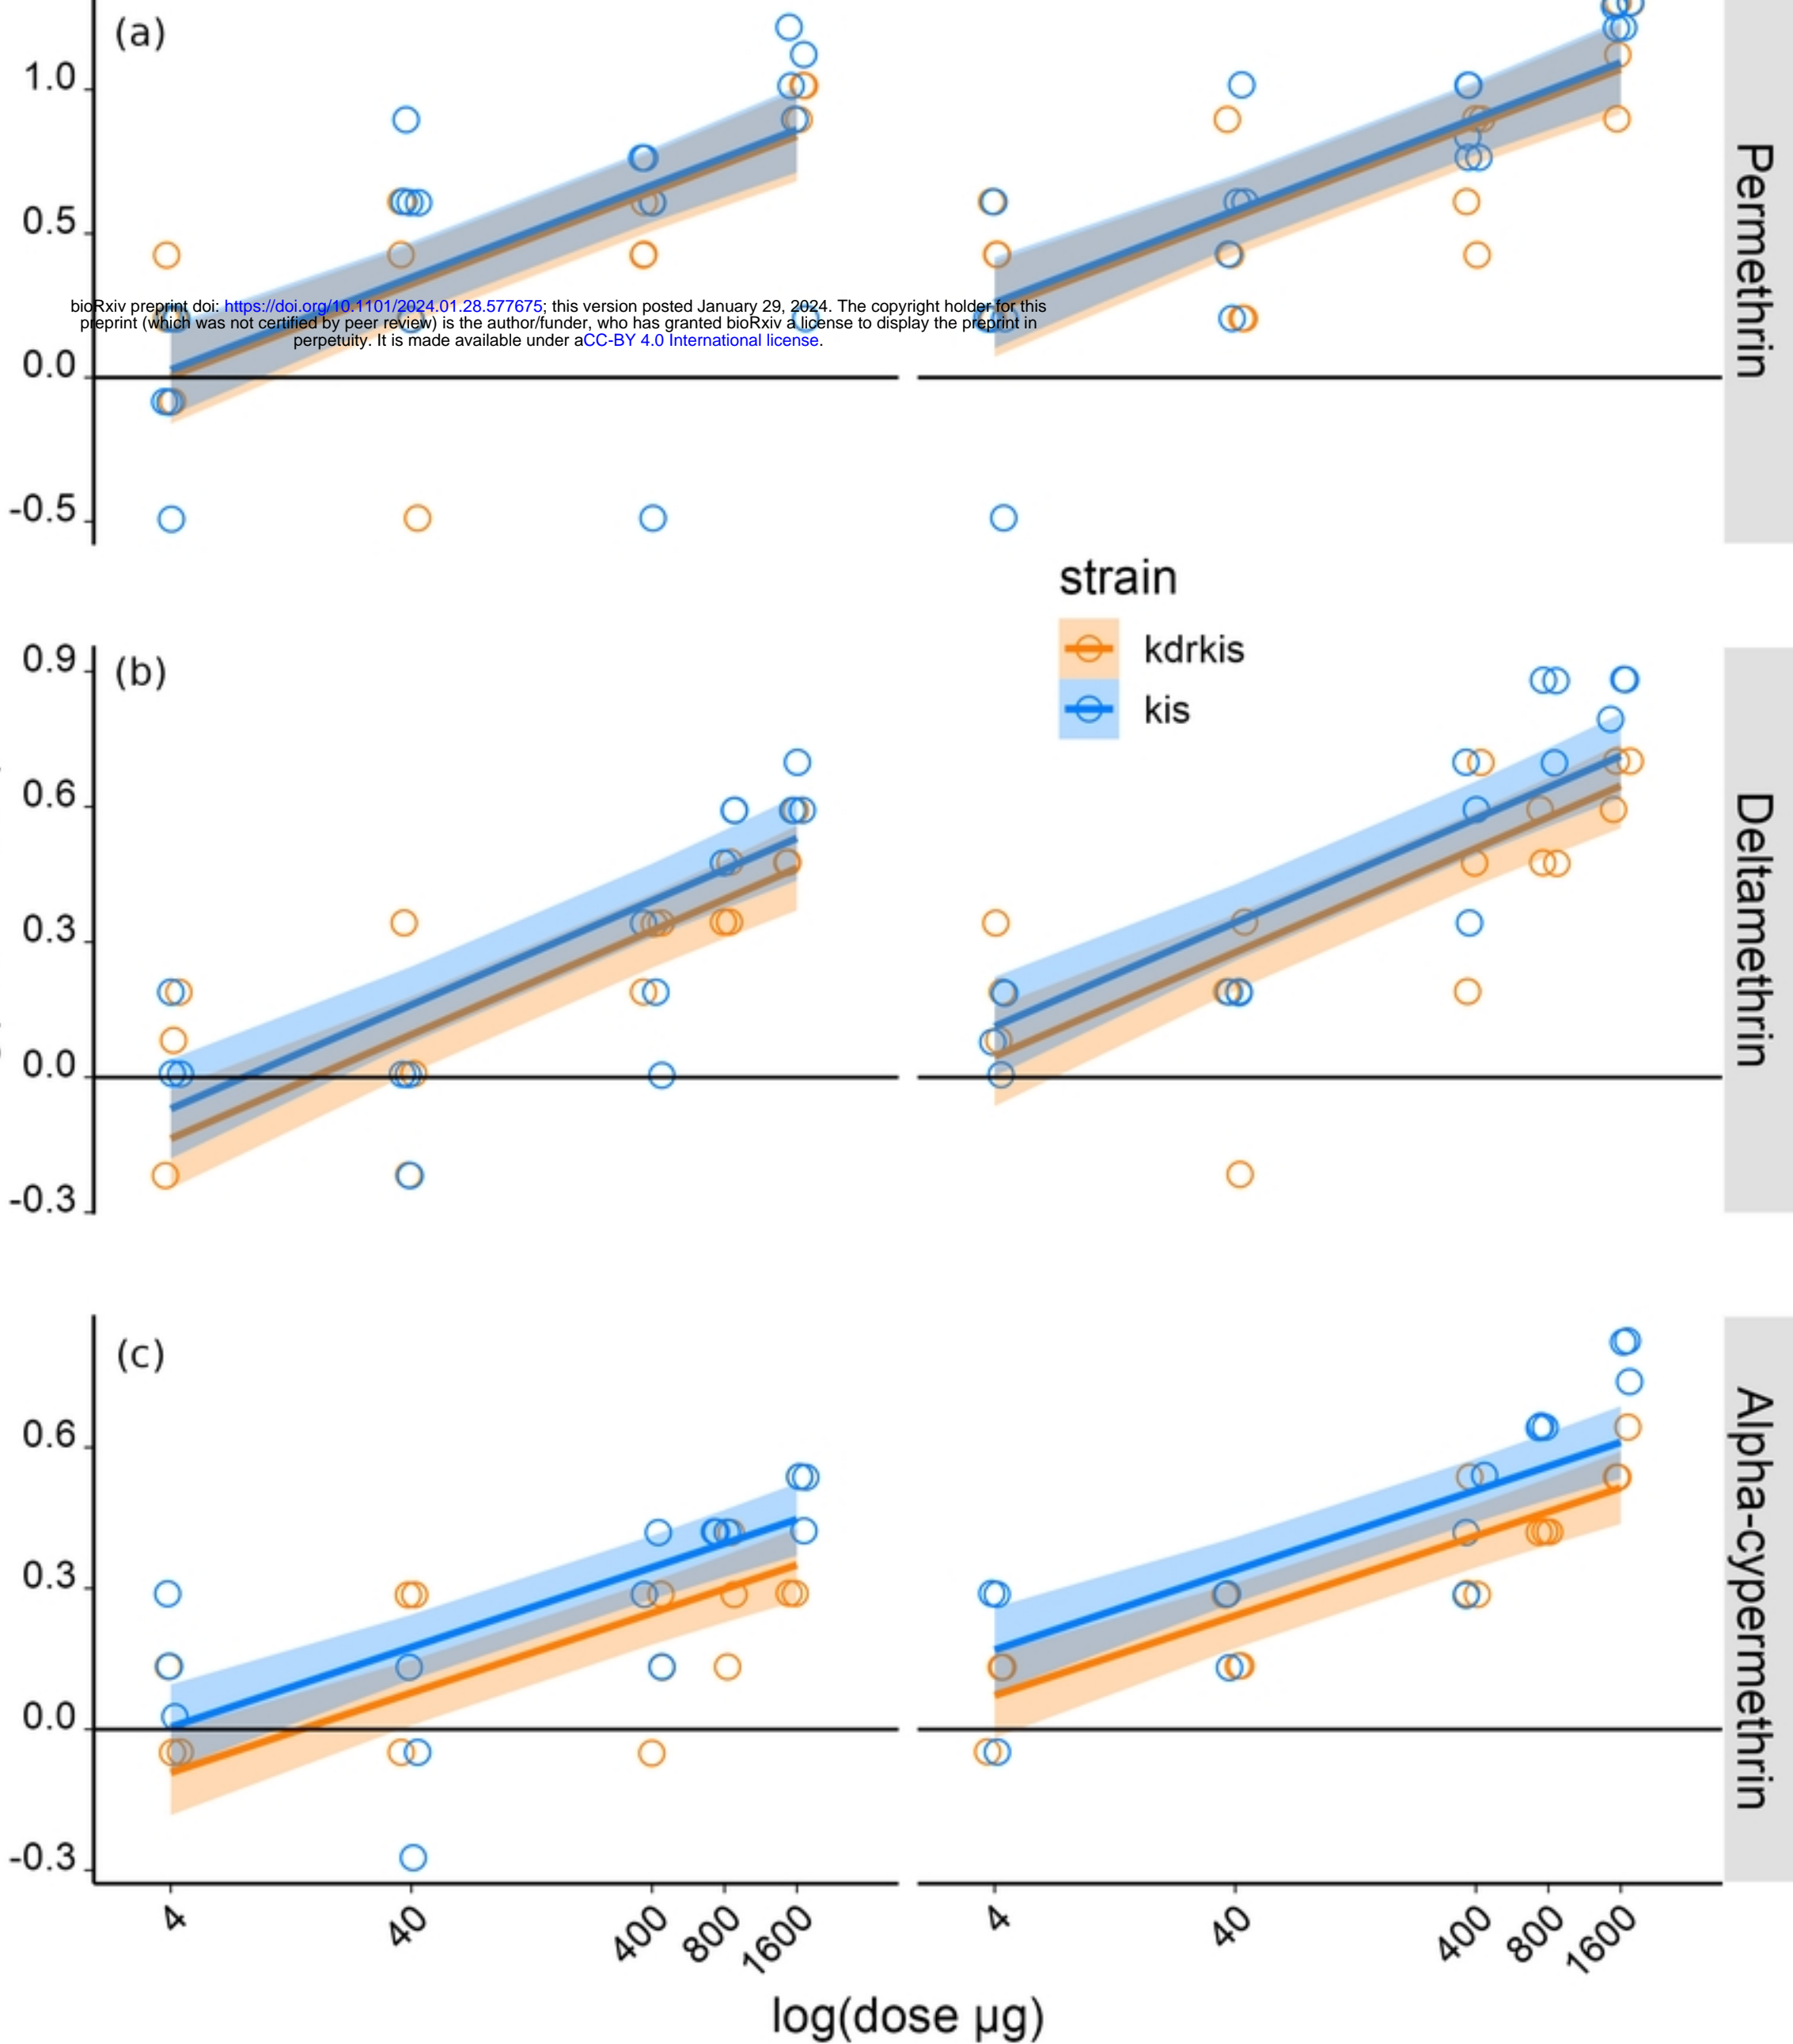 (a)
1.0
0.5
0.0
-0.5
Permethrin
bioRxiv preprint doi: https://doi.org/10.1101/2024.01.28.577675; this version posted January 29, 2024. The copyright holder for this
preprint (which was not certified by peer review) is the author/funder, who has granted bioRxiv a license to display the preprint in
perpetuity. It is made available under aCC-BY 4.0 International license.
strain
kdrkis
kis
(b)
0.9
0.6
0.3
0.0
-0.3
Deltamethrin
(c)
0.6
0.3
0.0
-0.3
Alpha-cypermethrin
4 40 400 800 1600 4 40 400 800 1600
log(dose µg)